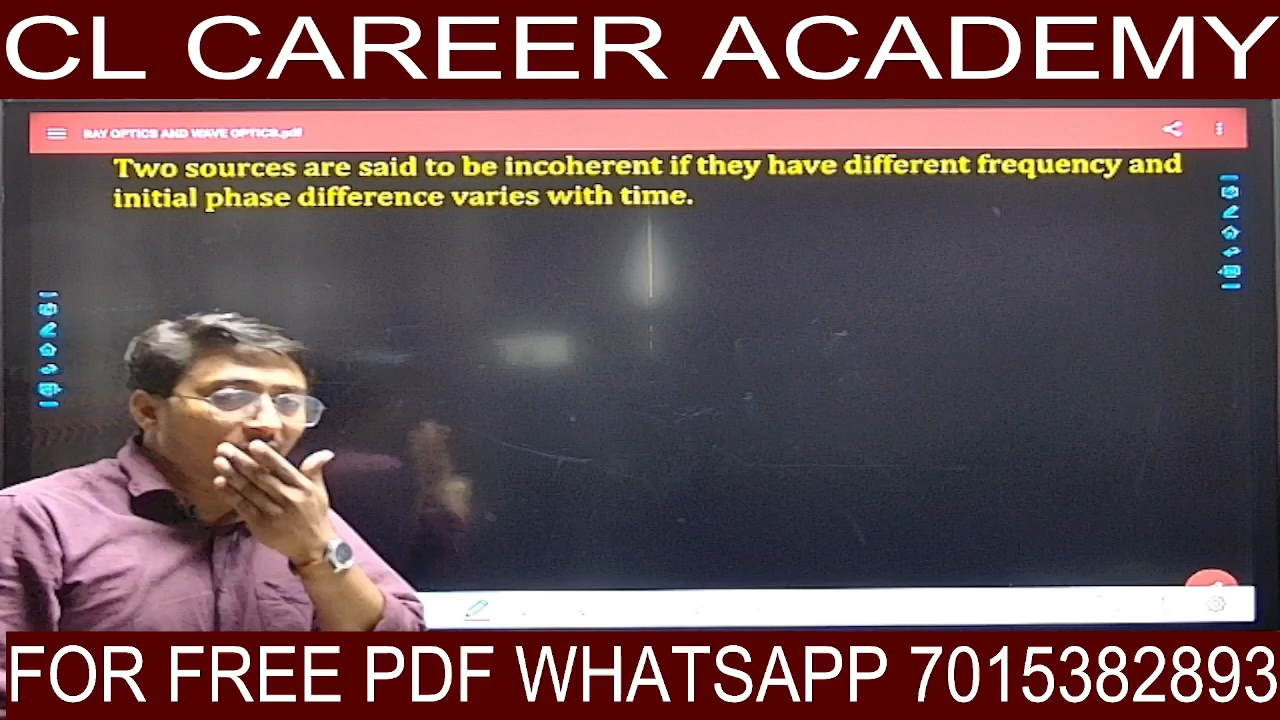 CL CAREER ACADEMY
RAY OPTICS AND WAVE OPTICS.pdf
Two sources are said to be incoherent if they have different frequency and
initial phase difference varies with time.
FOR FREE PDF WHATSAPP 7015382893